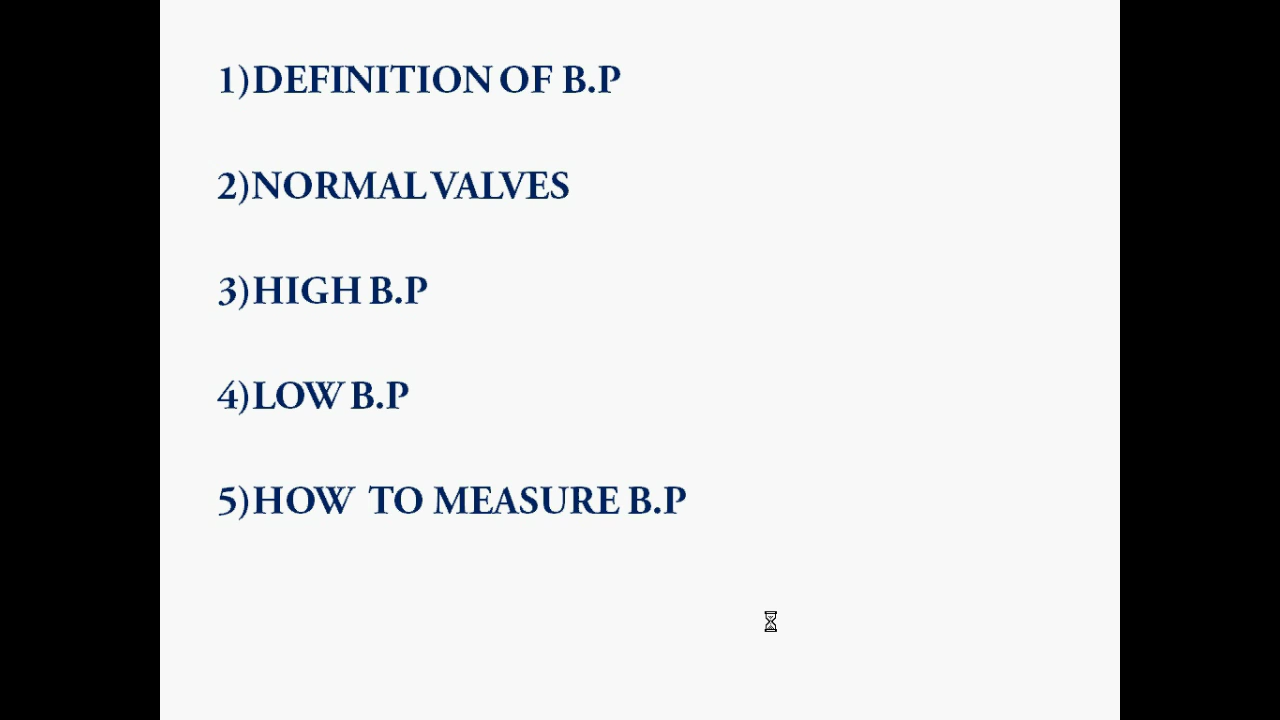 1)DEFINITION OF B.P
2)NORMAL VALVES
3)HIGH B.P
4)LOW B.P
5)HOW TO MEASURE B.P